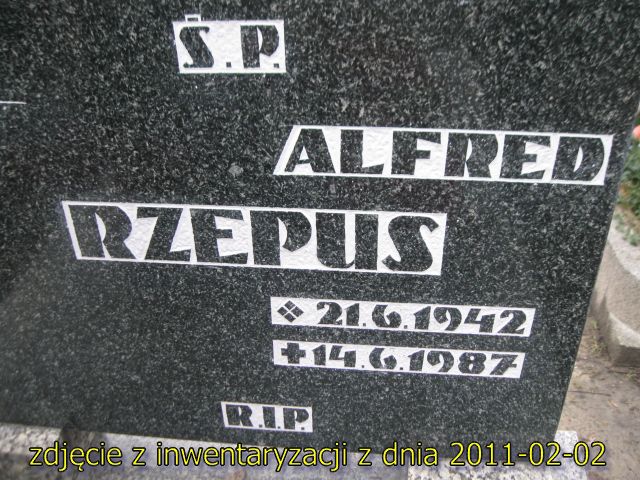 Ś.P.
ALFRED
RZEPUS
❖ 21.6.1942
✚14.6.1987
R.I.P.
zdjęcie z inwentaryzacji z dnia 2011-02-02